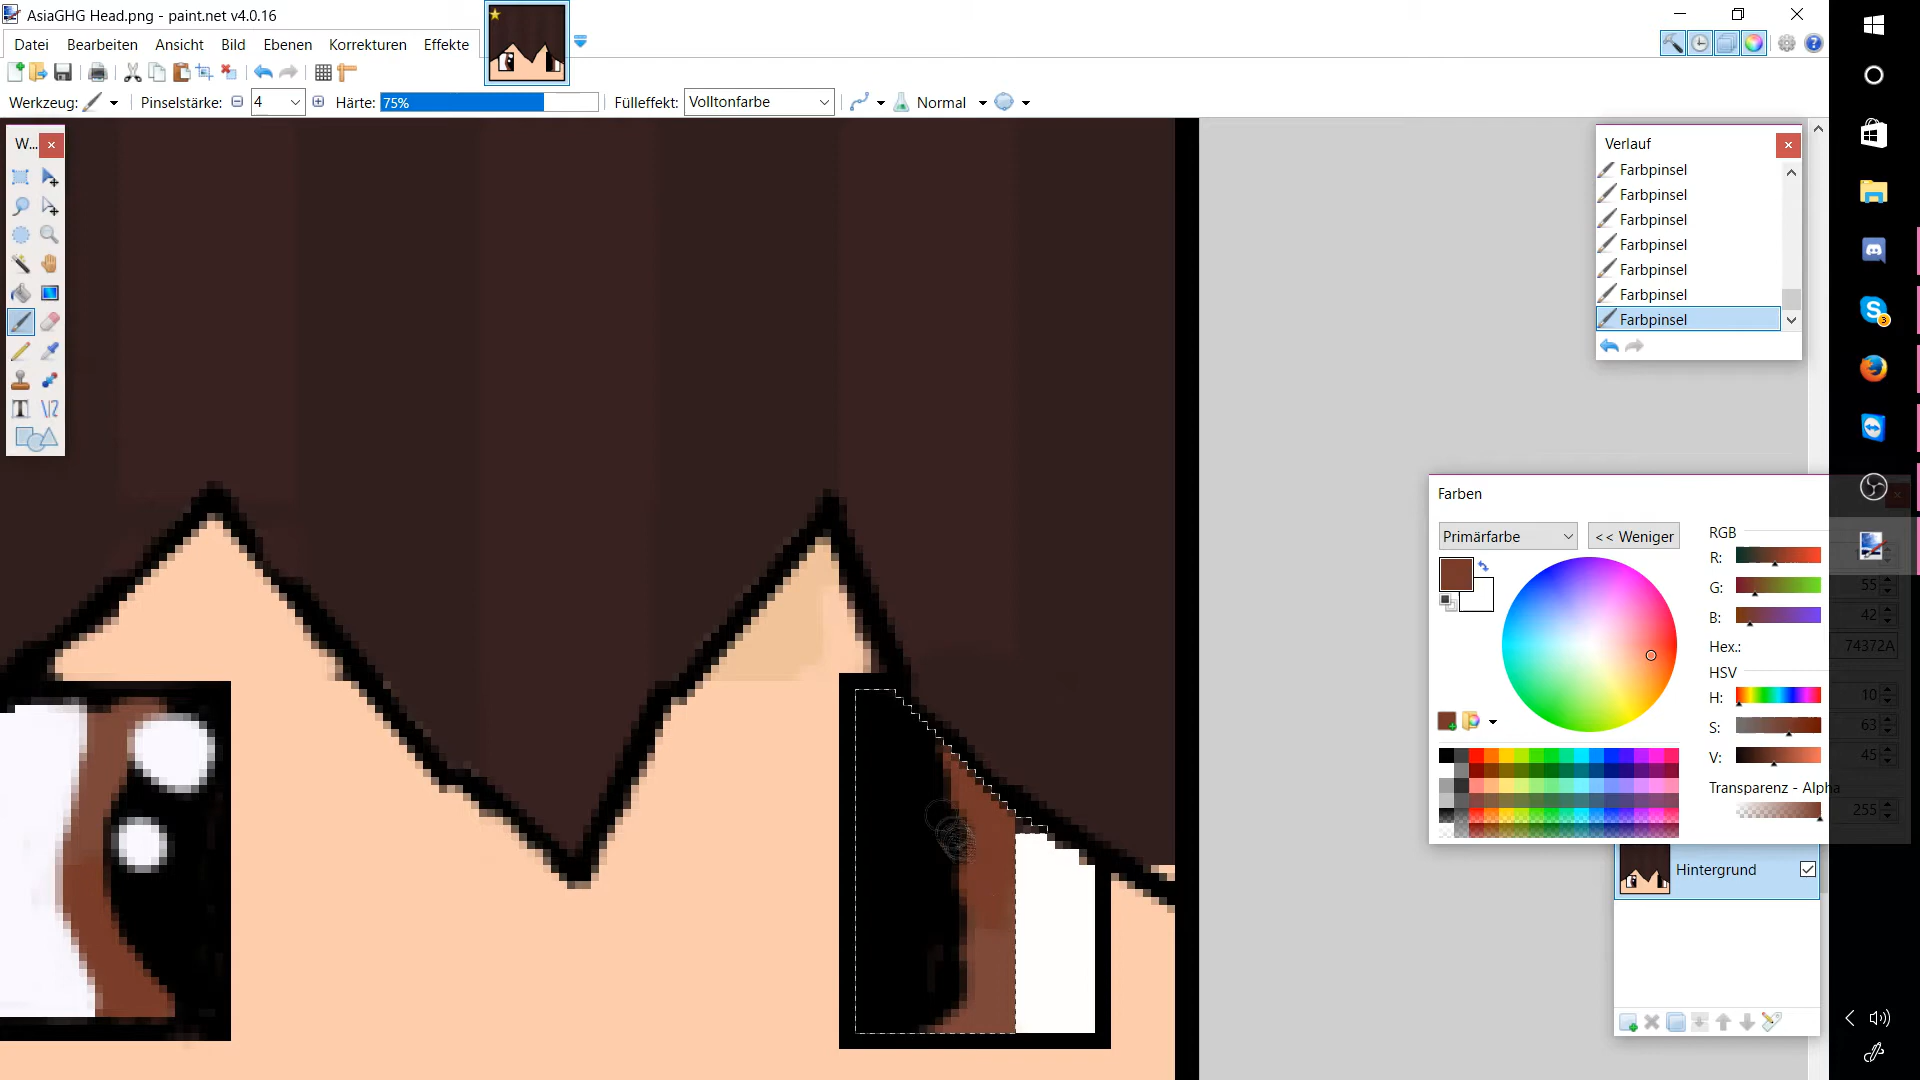 AsiaGHG Head.png - paint.net v4.0.16
Datei Bearbeiten Ansicht Bild Ebenen Korrekturen Effekte
Werkzeug: Pinselstärke: 4 Härte: 75% Fülleffekt: Volltonfarbe Normal
W...
Verlauf
Farbpinsel
Farbpinsel
Farbpinsel
Farbpinsel
Farbpinsel
Farbpinsel
Farbpinsel
3
Farben
Primärfarbe << Weniger
RGB
R:
G: 55
B: 42
Hex.: 74372A
HSV
H: 10
S: 63
V: 45
Transparenz - Alpha
255
Hintergrund